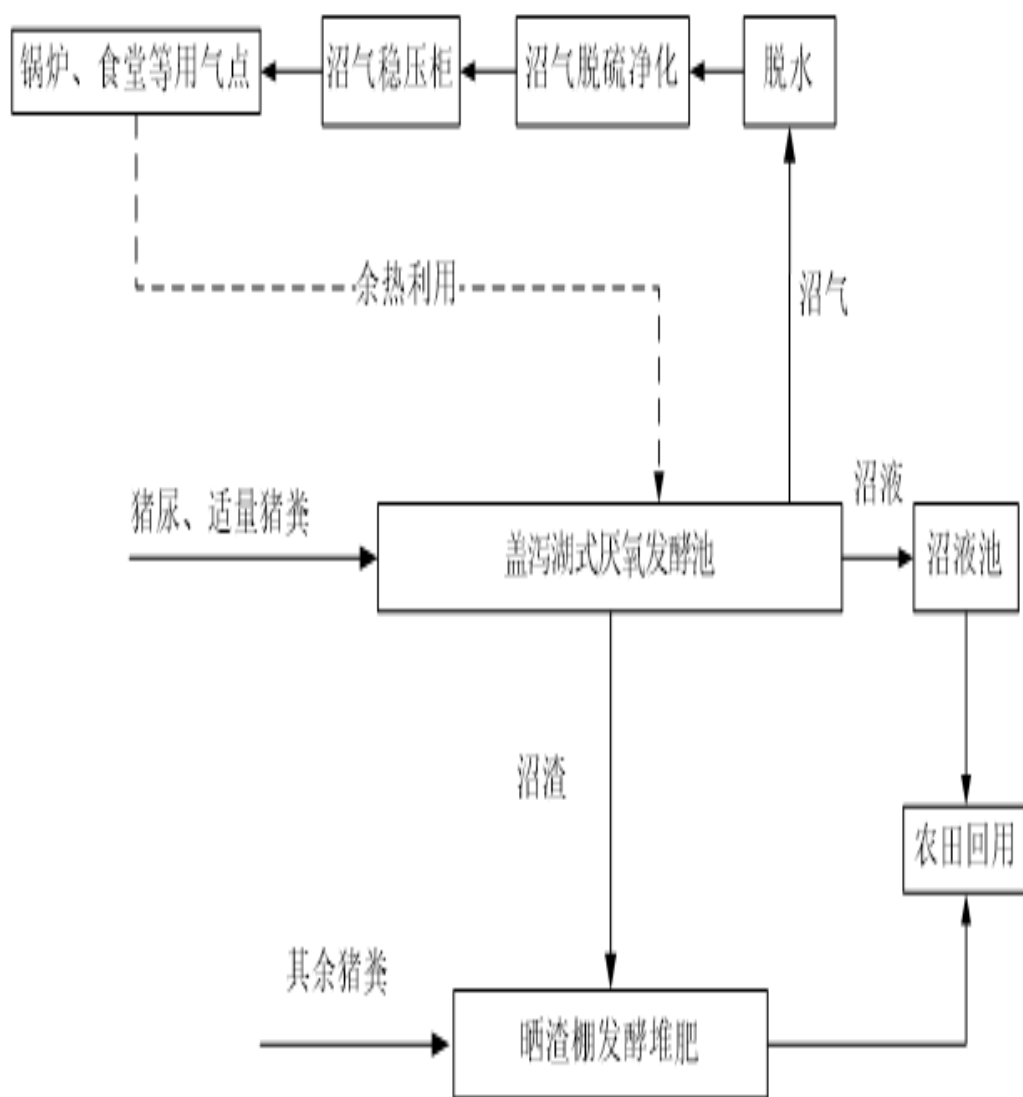 锅炉、食堂等用气点
沼气稳压柜
沼气脱硫净化
脱水
余热利用
沼气
猪尿、适量猪粪
盖泻湖式厌氧发酵池
沼液
沼液池
沼渣
农田回用
其余猪粪
晒渣棚发酵堆肥